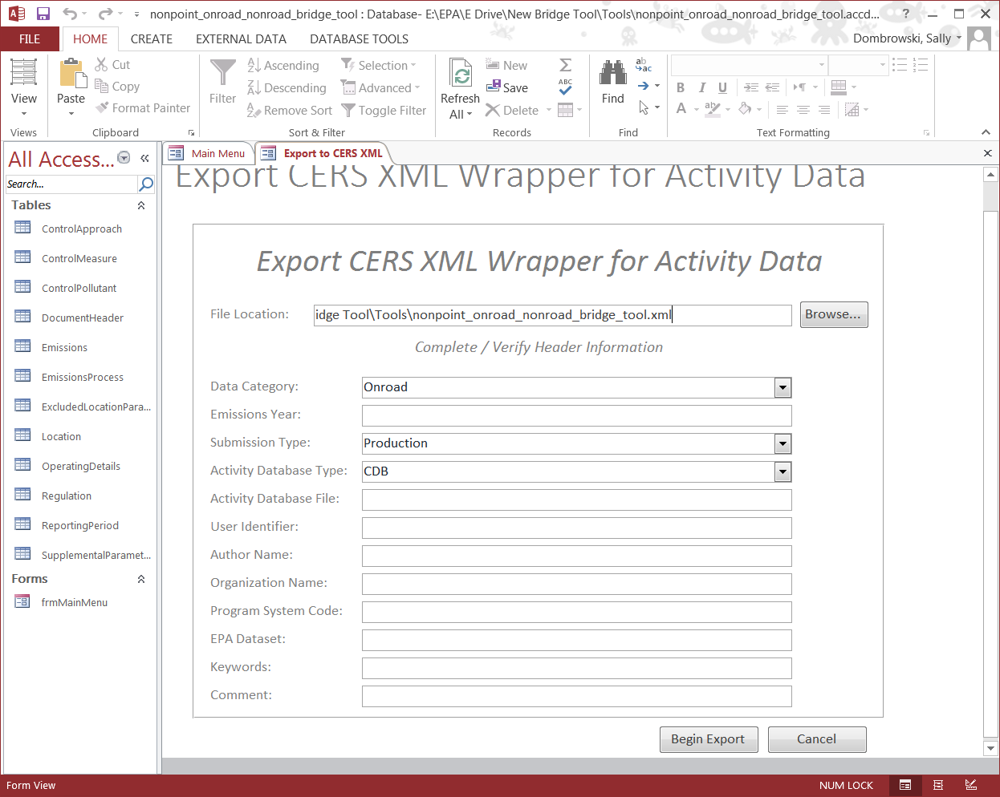 nonpoint_onroad_nonroad_bridge_tool : Database- E:\EPA\E Drive\New Bridge Tool\Tools\nonpoint_onroad_nonroad_bridge_tool.accd...
?
FILE HOME CREATE EXTERNAL DATA DATABASE TOOLS
Dombrowski, Sally
View
Views
Paste
Cut
Copy
Format Painter
Clipboard
Filter
Ascending
Descending
Remove Sort
Selection
Advanced
Toggle Filter
Sort & Filter
Refresh
All
New
Save
Delete
ABC
Records
Find
ab
ac
Find
B I U
A ab
Text Formatting
All Access...
Search...
Tables
ControlApproach
ControlMeasure
ControlPollutant
DocumentHeader
Emissions
EmissionsProcess
ExcludedLocationPara...
Location
OperatingDetails
Regulation
ReportingPeriod
SupplementalParamet...
Forms
frmMainMenu
Main Menu
Export to CERS XML
Export CERS XML Wrapper for Activity Data
Export CERS XML Wrapper for Activity Data
File Location: idge Tool\Tools\nonpoint_onroad_nonroad_bridge_tool.xml Browse...
Complete / Verify Header Information
Data Category: Onroad
Emissions Year:
Submission Type: Production
Activity Database Type: CDB
Activity Database File:
User Identifier:
Author Name:
Organization Name:
Program System Code:
EPA Dataset:
Keywords:
Comment:
Begin Export Cancel
Form View NUM LOCK